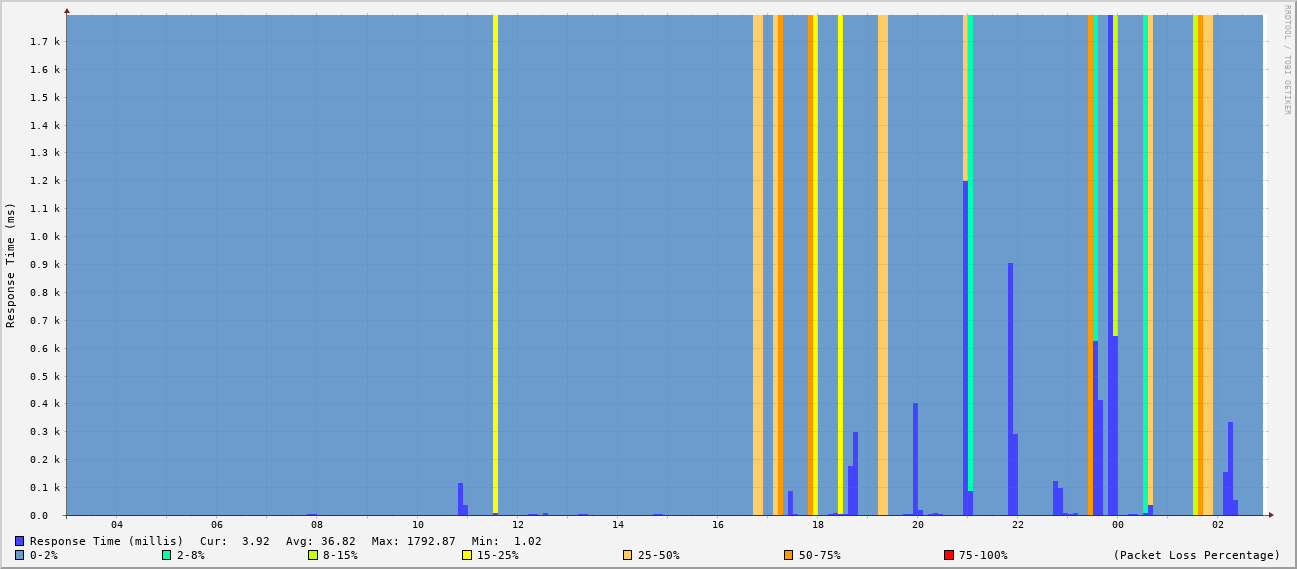 RRDTOOL / TOBI OETIKER
Response Time (ms)
1.7 k
1.6 k
1.5 k
1.4 k
1.3 k
1.2 k
1.1 k
1.0 k
0.9 k
0.8 k
0.7 k
0.6 k
0.5 k
0.4 k
0.3 k
0.2 k
0.1 k
0.0
04 06 08 10 12 14 16 18 20 22 00 02
Response Time (millis) Cur: 3.92 Avg: 36.82 Max: 1792.87 Min: 1.02
0-2% 2-8% 8-15% 15-25% 25-50% 50-75% 75-100% (Packet Loss Percentage)